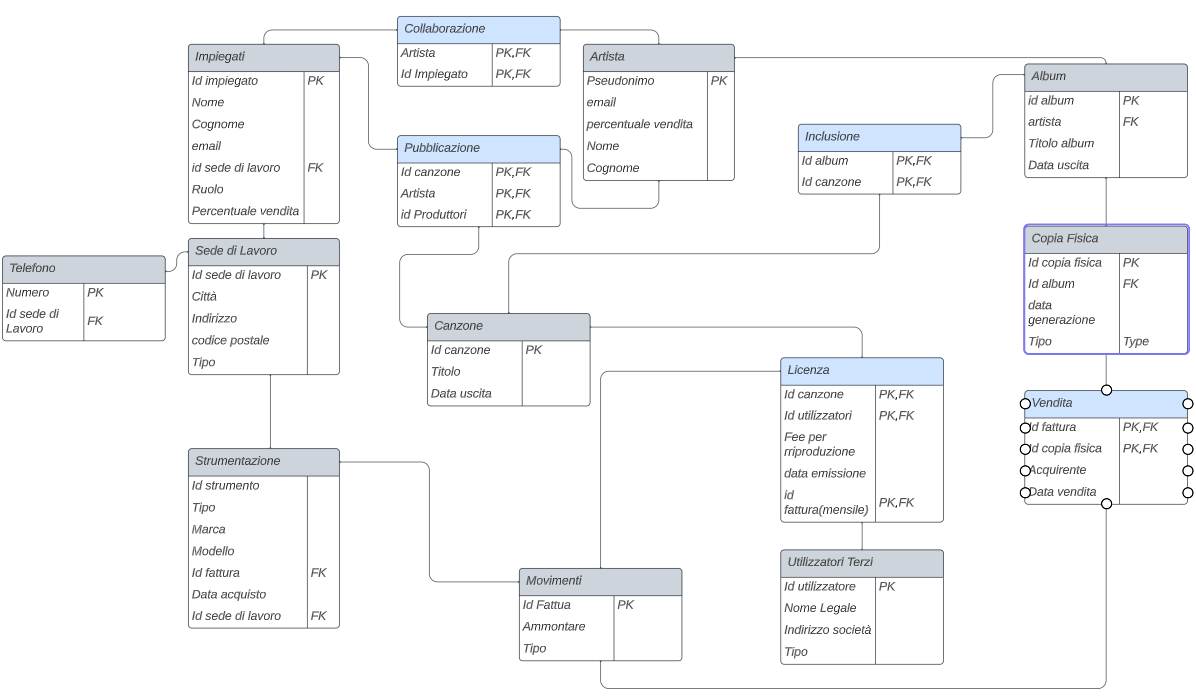 Collaborazione
Artista PK,FK
Id Impiegato PK,FK
Impiegati
Id impiegato PK
Nome
Cognome
email
id sede di lavoro FK
Ruolo
Percentuale vendita
Artista
Pseudonimo PK
email
percentuale vendita
Nome
Cognome
Album
id album PK
artista FK
Titolo album
Data uscita
Inclusione
Id album PK,FK
Id canzone PK,FK
Pubblicazione
Id canzone PK,FK
Artista PK,FK
id Produttori PK,FK
Telefono
Numero PK
Id sede di
Lavoro FK
Sede di Lavoro
Id sede di lavoro PK
Città
Indirizzo
codice postale
Tipo
Copia Fisica
Id copia fisica PK
Id album FK
data
generazione
Tipo Type
Canzone
Id canzone PK
Titolo
Data uscita
Licenza
Id canzone PK,FK
Id utilizzatori PK,FK
Fee per
rriproduzione
data emissione
id
fattura(mensile) PK,FK
Vendita
Id fattura PK,FK
Id copia fisica PK,FK
Acquirente
Data vendita
Strumentazione
Id strumento
Tipo
Marca
Modello
Id fattura FK
Data acquisto
Id sede di lavoro FK
Movimenti
Id Fattua PK
Ammontare
Tipo
Utilizzatori Terzi
Id utilizzatore PK
Nome Legale
Indirizzo società
Tipo